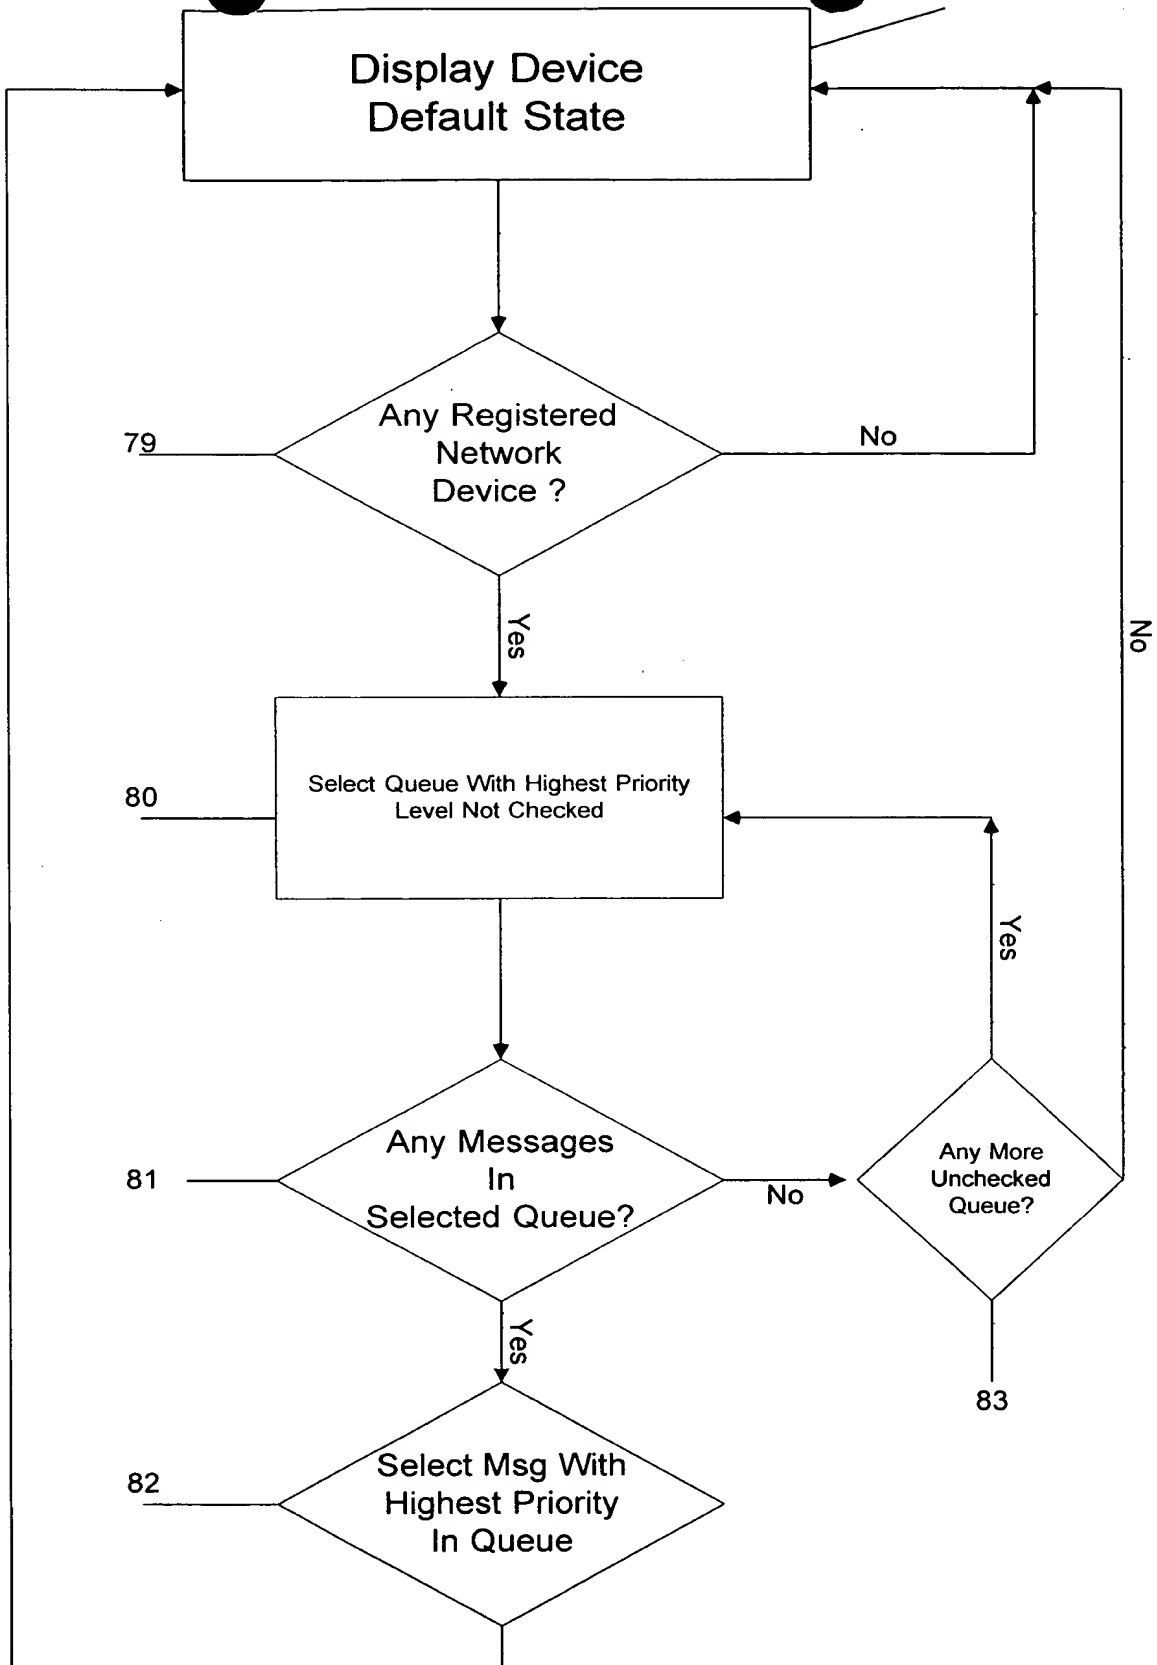 Display Device
Default State
79
Any Registered
Network
Device ?
No
Yes
No
80
Select Queue With Highest Priority
Level Not Checked
Yes
81
Any Messages
In
Selected Queue?
No
Any More
Unchecked
Queue?
Yes
83
82
Select Msg With
Highest Priority
In Queue